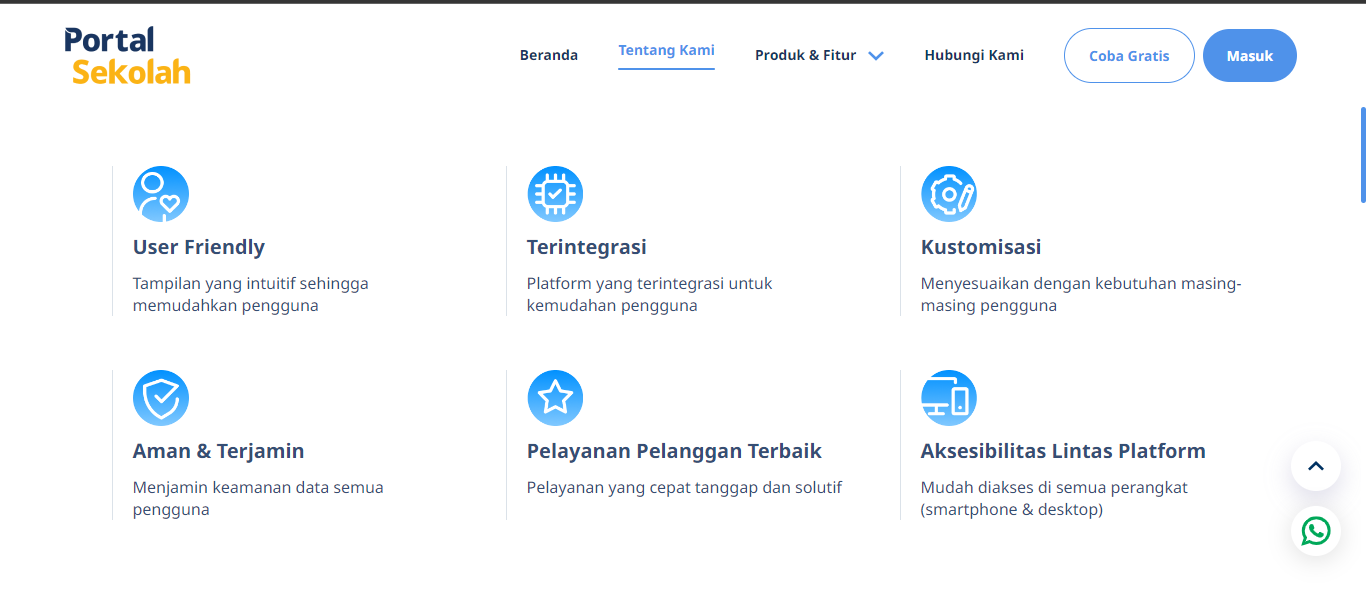 Portal
Sekolah
Beranda
Tentang Kami
Produk & Fitur
Hubungi Kami
Coba Gratis
Masuk
User Friendly
Tampilan yang intuitif sehingga
memudahkan pengguna
Terintegrasi
Platform yang terintegrasi untuk
kemudahan pengguna
Kustomisasi
Menyesuaikan dengan kebutuhan masing-
masing pengguna
Aman & Terjamin
Menjamin keamanan data semua
pengguna
Pelayanan Pelanggan Terbaik
Pelayanan yang cepat tanggap dan solutif
Aksesibilitas Lintas Platform
Mudah diakses di semua perangkat
(smartphone & desktop)